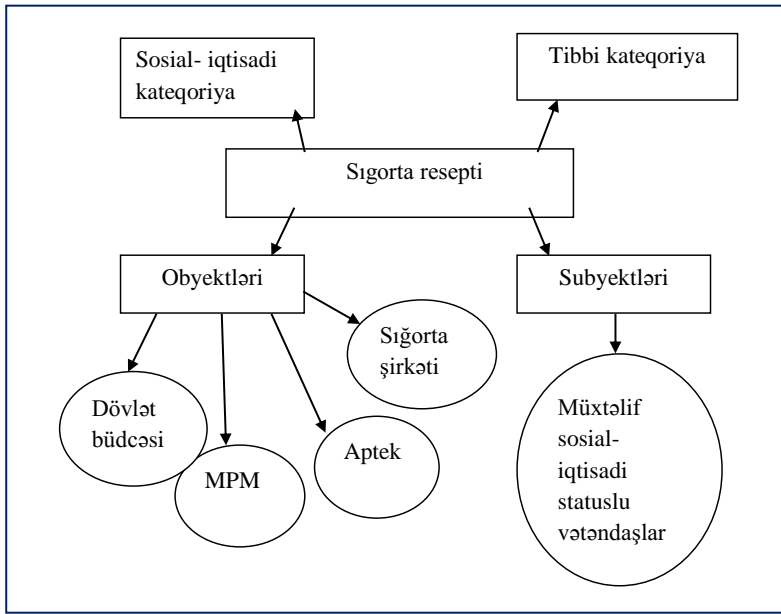 Sosial- iqtisadi
kateqoriya
Tibbi kateqoriya
Sıgorta resepti
Obyektləri
Subyektləri
Sığorta
şirkəti
Dövlət
büdcəsi
MPM
Aptek
Müxtəlif
sosial-
iqtisadi
statuslu
vətəndaşlar